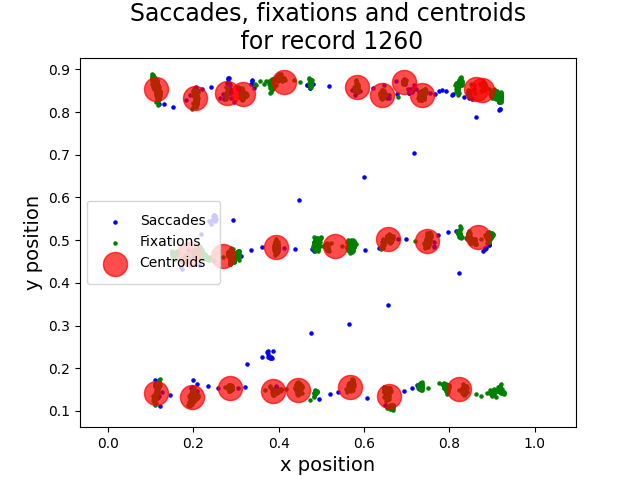 Saccades, fixations and centroids
for record 1260
0.9
0.8
0.7
0.6
0.5
0.4
0.3
0.2
0.1
y position
Saccades
Fixations
Centroids
0.0 0.2 0.4 0.6 0.8 1.0
x position